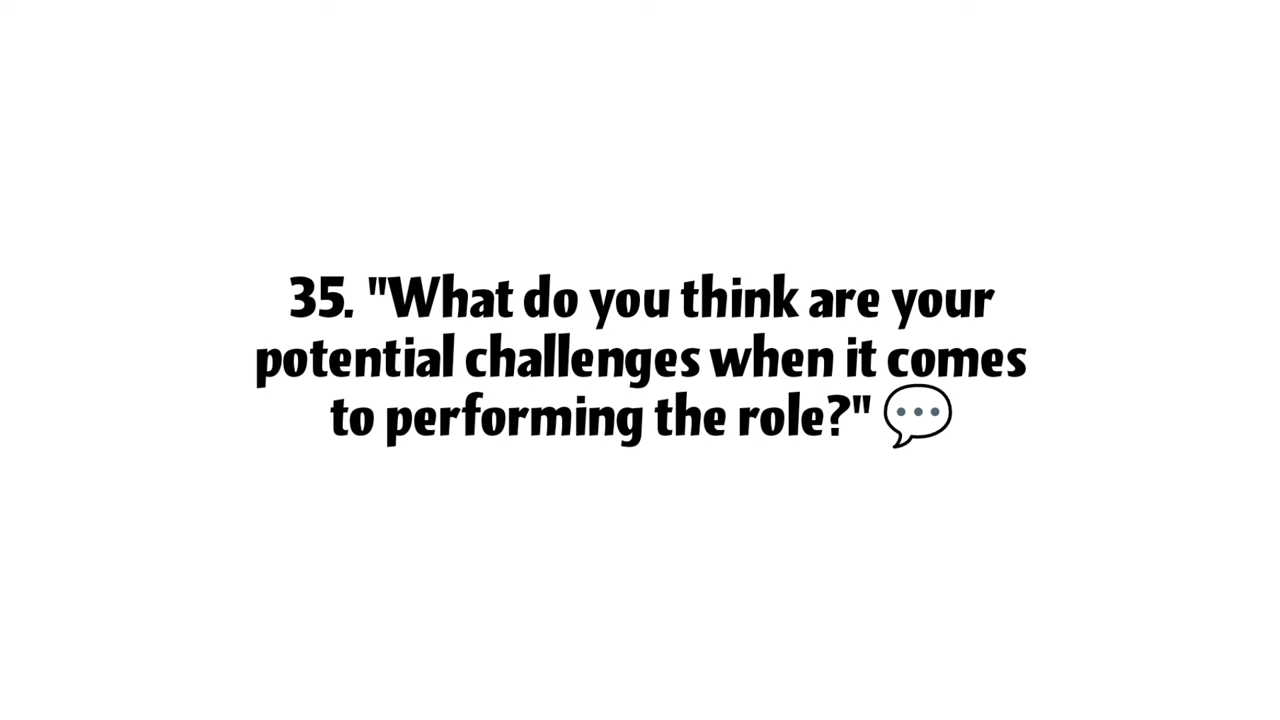 35. "What do you think are your
potential challenges when it comes
to performing the role?" 💬